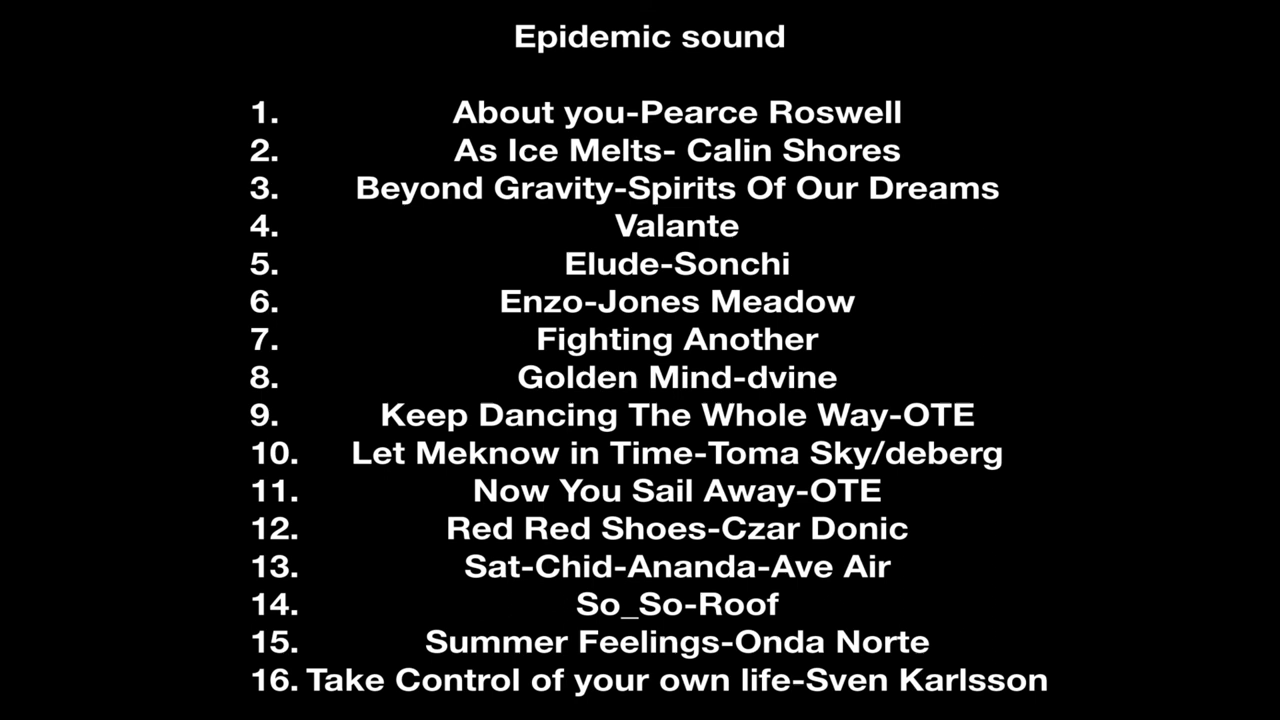 Epidemic sound
1. About you-Pearce Roswell
2. As Ice Melts- Calin Shores
3. Beyond Gravity-Spirits Of Our Dreams
4. Valante
5. Elude-Sonchi
6. Enzo-Jones Meadow
7. Fighting Another
8. Golden Mind-dvine
9. Keep Dancing The Whole Way-OTE
10. Let Meknow in Time-Toma Sky/deberg
11. Now You Sail Away-OTE
12. Red Red Shoes-Czar Donic
13. Sat-Chid-Ananda-Ave Air
14. So_So-Roof
15. Summer Feelings-Onda Norte
16. Take Control of your own life-Sven Karlsson